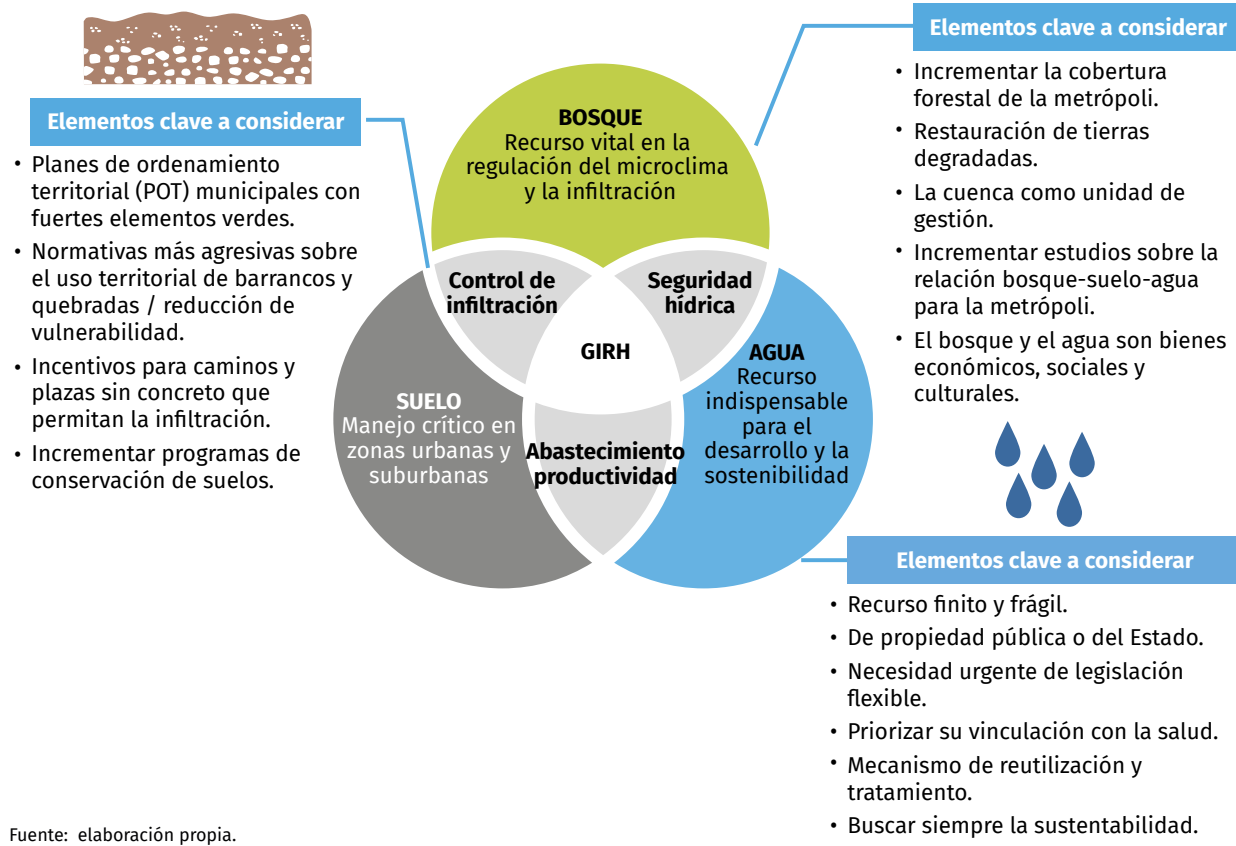 Elementos clave a considerar
• Planes de ordenamiento
territorial (POT) municipales con
fuertes elementos verdes.
• Normativas más agresivas sobre
el uso territorial de barrancos y
quebradas / reducción de
vulnerabilidad.
• Incentivos para caminos y
plazas sin concreto que
permitan la infiltración.
• Incrementar programas de
conservación de suelos.
BOSQUE
Recurso vital en la
regulación del microclima
y la infiltración
Control de
infiltración
Seguridad
hídrica
GIRH
SUELO
Manejo crítico en
zonas urbanas y
suburbanas
Abastecimiento
productividad
AGUA
Recurso
indispensable
para el
desarrollo y la
sostenibilidad
Elementos clave a considerar
• Incrementar la cobertura
forestal de la metrópoli.
• Restauración de tierras
degradadas.
• La cuenca como unidad de
gestión.
• Incrementar estudios sobre la
relación bosque-suelo-agua
para la metrópoli.
• El bosque y el agua son bienes
económicos, sociales y
culturales.
Elementos clave a considerar
• Recurso finito y frágil.
• De propiedad pública o del Estado.
• Necesidad urgente de legislación
flexible.
• Priorizar su vinculación con la salud.
• Mecanismo de reutilización y
tratamiento.
• Buscar siempre la sustentabilidad.
Fuente: elaboración propia.